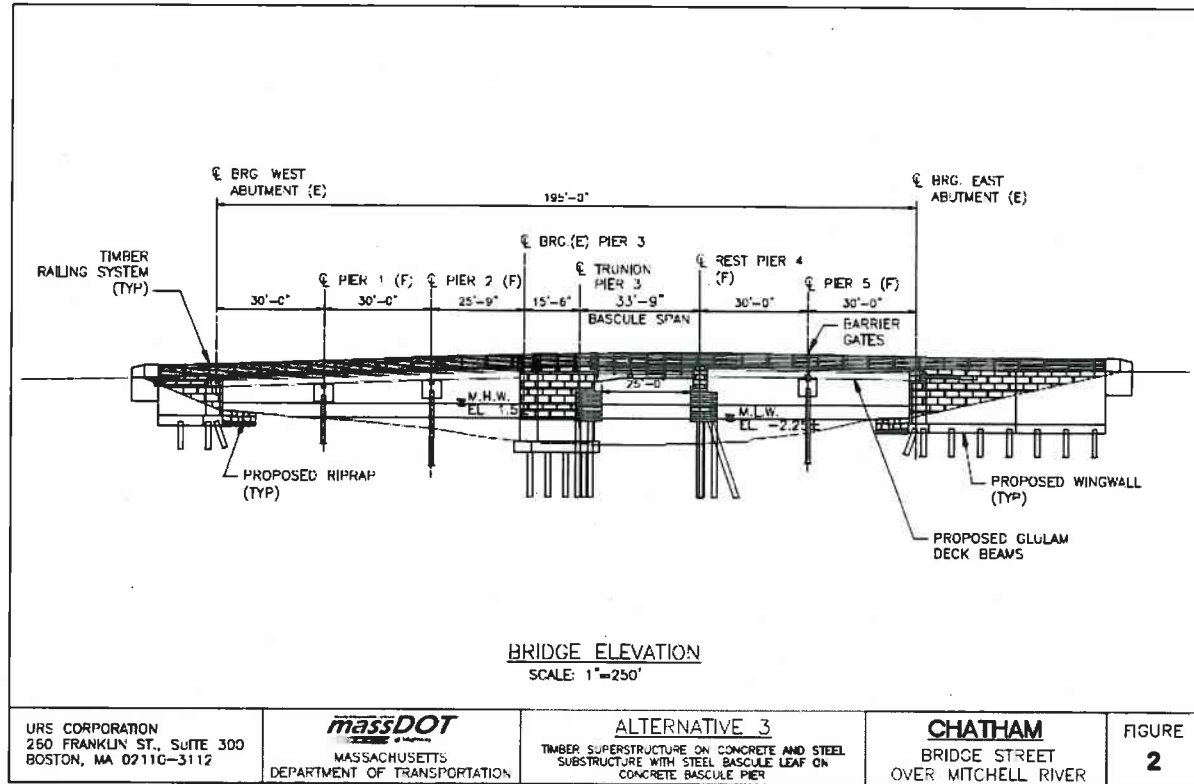 ℄ BRG WEST
ABUTMENT (E)
195'-0"
℄ BRG. EAST
ABUTMENT (E)
TIMBER
RAILING SYSTEM
(TYP)
℄ BRG.(E) PIER 3
℄ PIER 1 (F)
℄ PIER 2 (F)
℄ TRUNION
PIER 3
℄ REST PIER 4
(F)
℄ PIER 5 (F)
30'-0"
30'-0"
25'-9"
15'-6"
33'-9"
30'-0"
30'-0"
BASCULE SPAN
BARRIER
GATES
25'-0"
M.H.W.
EL 1.5±
M.L.W.
EL -2.25±
PROPOSED RIPRAP
(TYP)
PROPOSED WINGWALL
(TYP)
PROPOSED GLULAM
DECK BEAMS
BRIDGE ELEVATION
SCALE: 1"=250'
URS CORPORATION
260 FRANKLIN ST., SUITE 300
BOSTON, MA 02110-3112
massDOT
MASSACHUSETTS
DEPARTMENT OF TRANSPORTATION
ALTERNATIVE 3
TIMBER SUPERSTRUCTURE ON CONCRETE AND STEEL
SUBSTRUCTURE WITH STEEL BASCULE LEAF ON
CONCRETE BASCULE PIER
CHATHAM
BRIDGE STREET
OVER MITCHELL RIVER
FIGURE
2